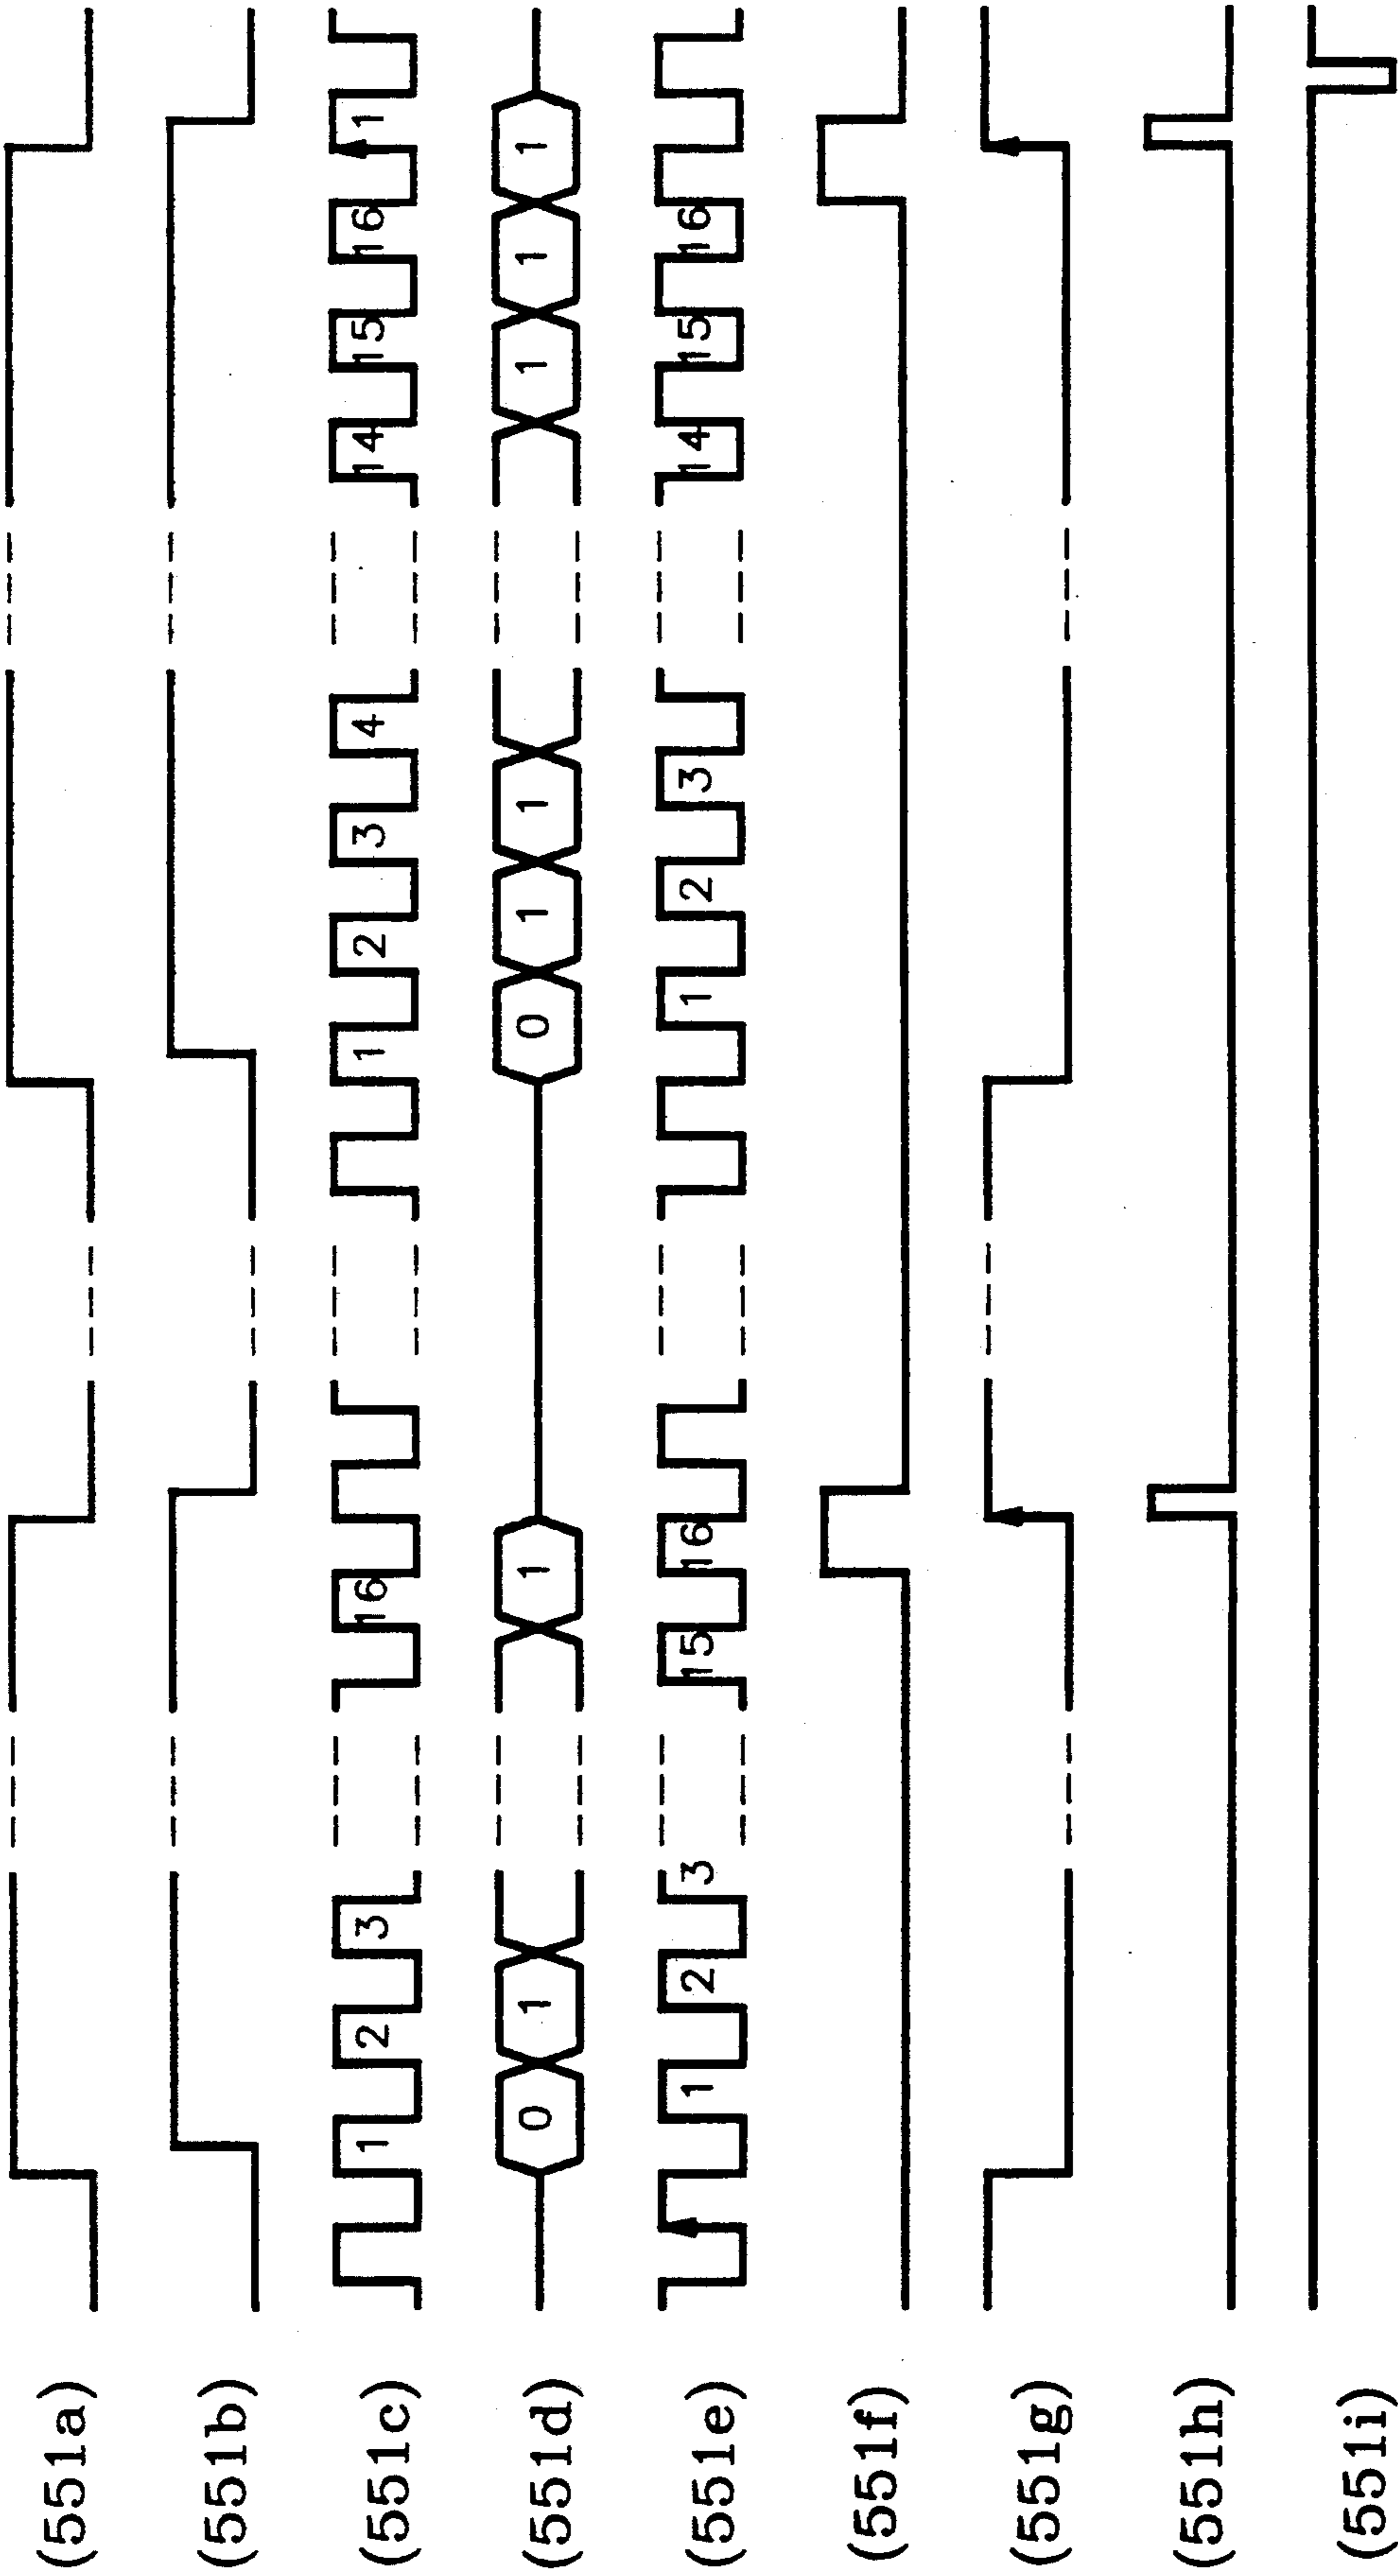 (551a)
(551b)
(551c) 1 2 3 16 1 2 3 4 14 15 16 1
(551d) 0 1 1 0 1 1 1 1 1
(551e) 1 2 3 15 16 1 2 3 14 15 16
(551f)
(551g)
(551h)
(551i)